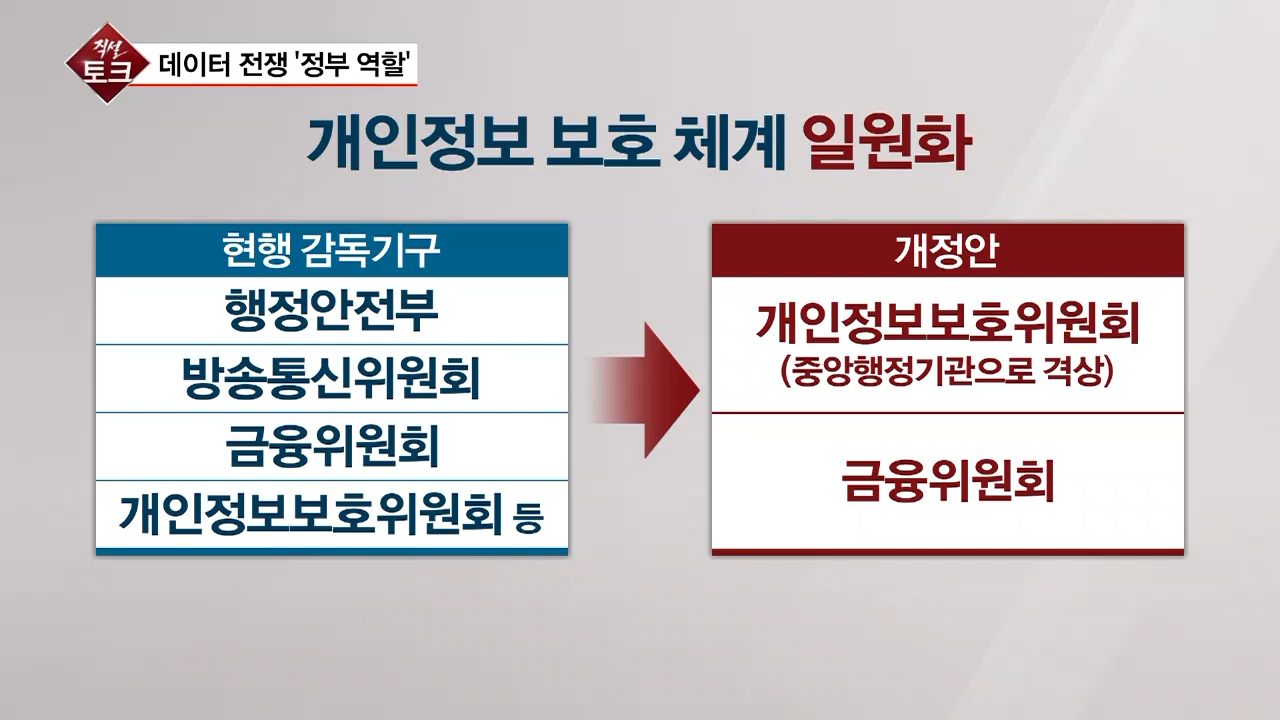 직설
토크
데이터 전쟁 '정부 역할'
개인정보 보호 체계 일원화
현행 감독기구
행정안전부
방송통신위원회
금융위원회
개인정보보호위원회 등
개정안
개인정보보호위원회
(중앙행정기관으로 격상)
금융위원회